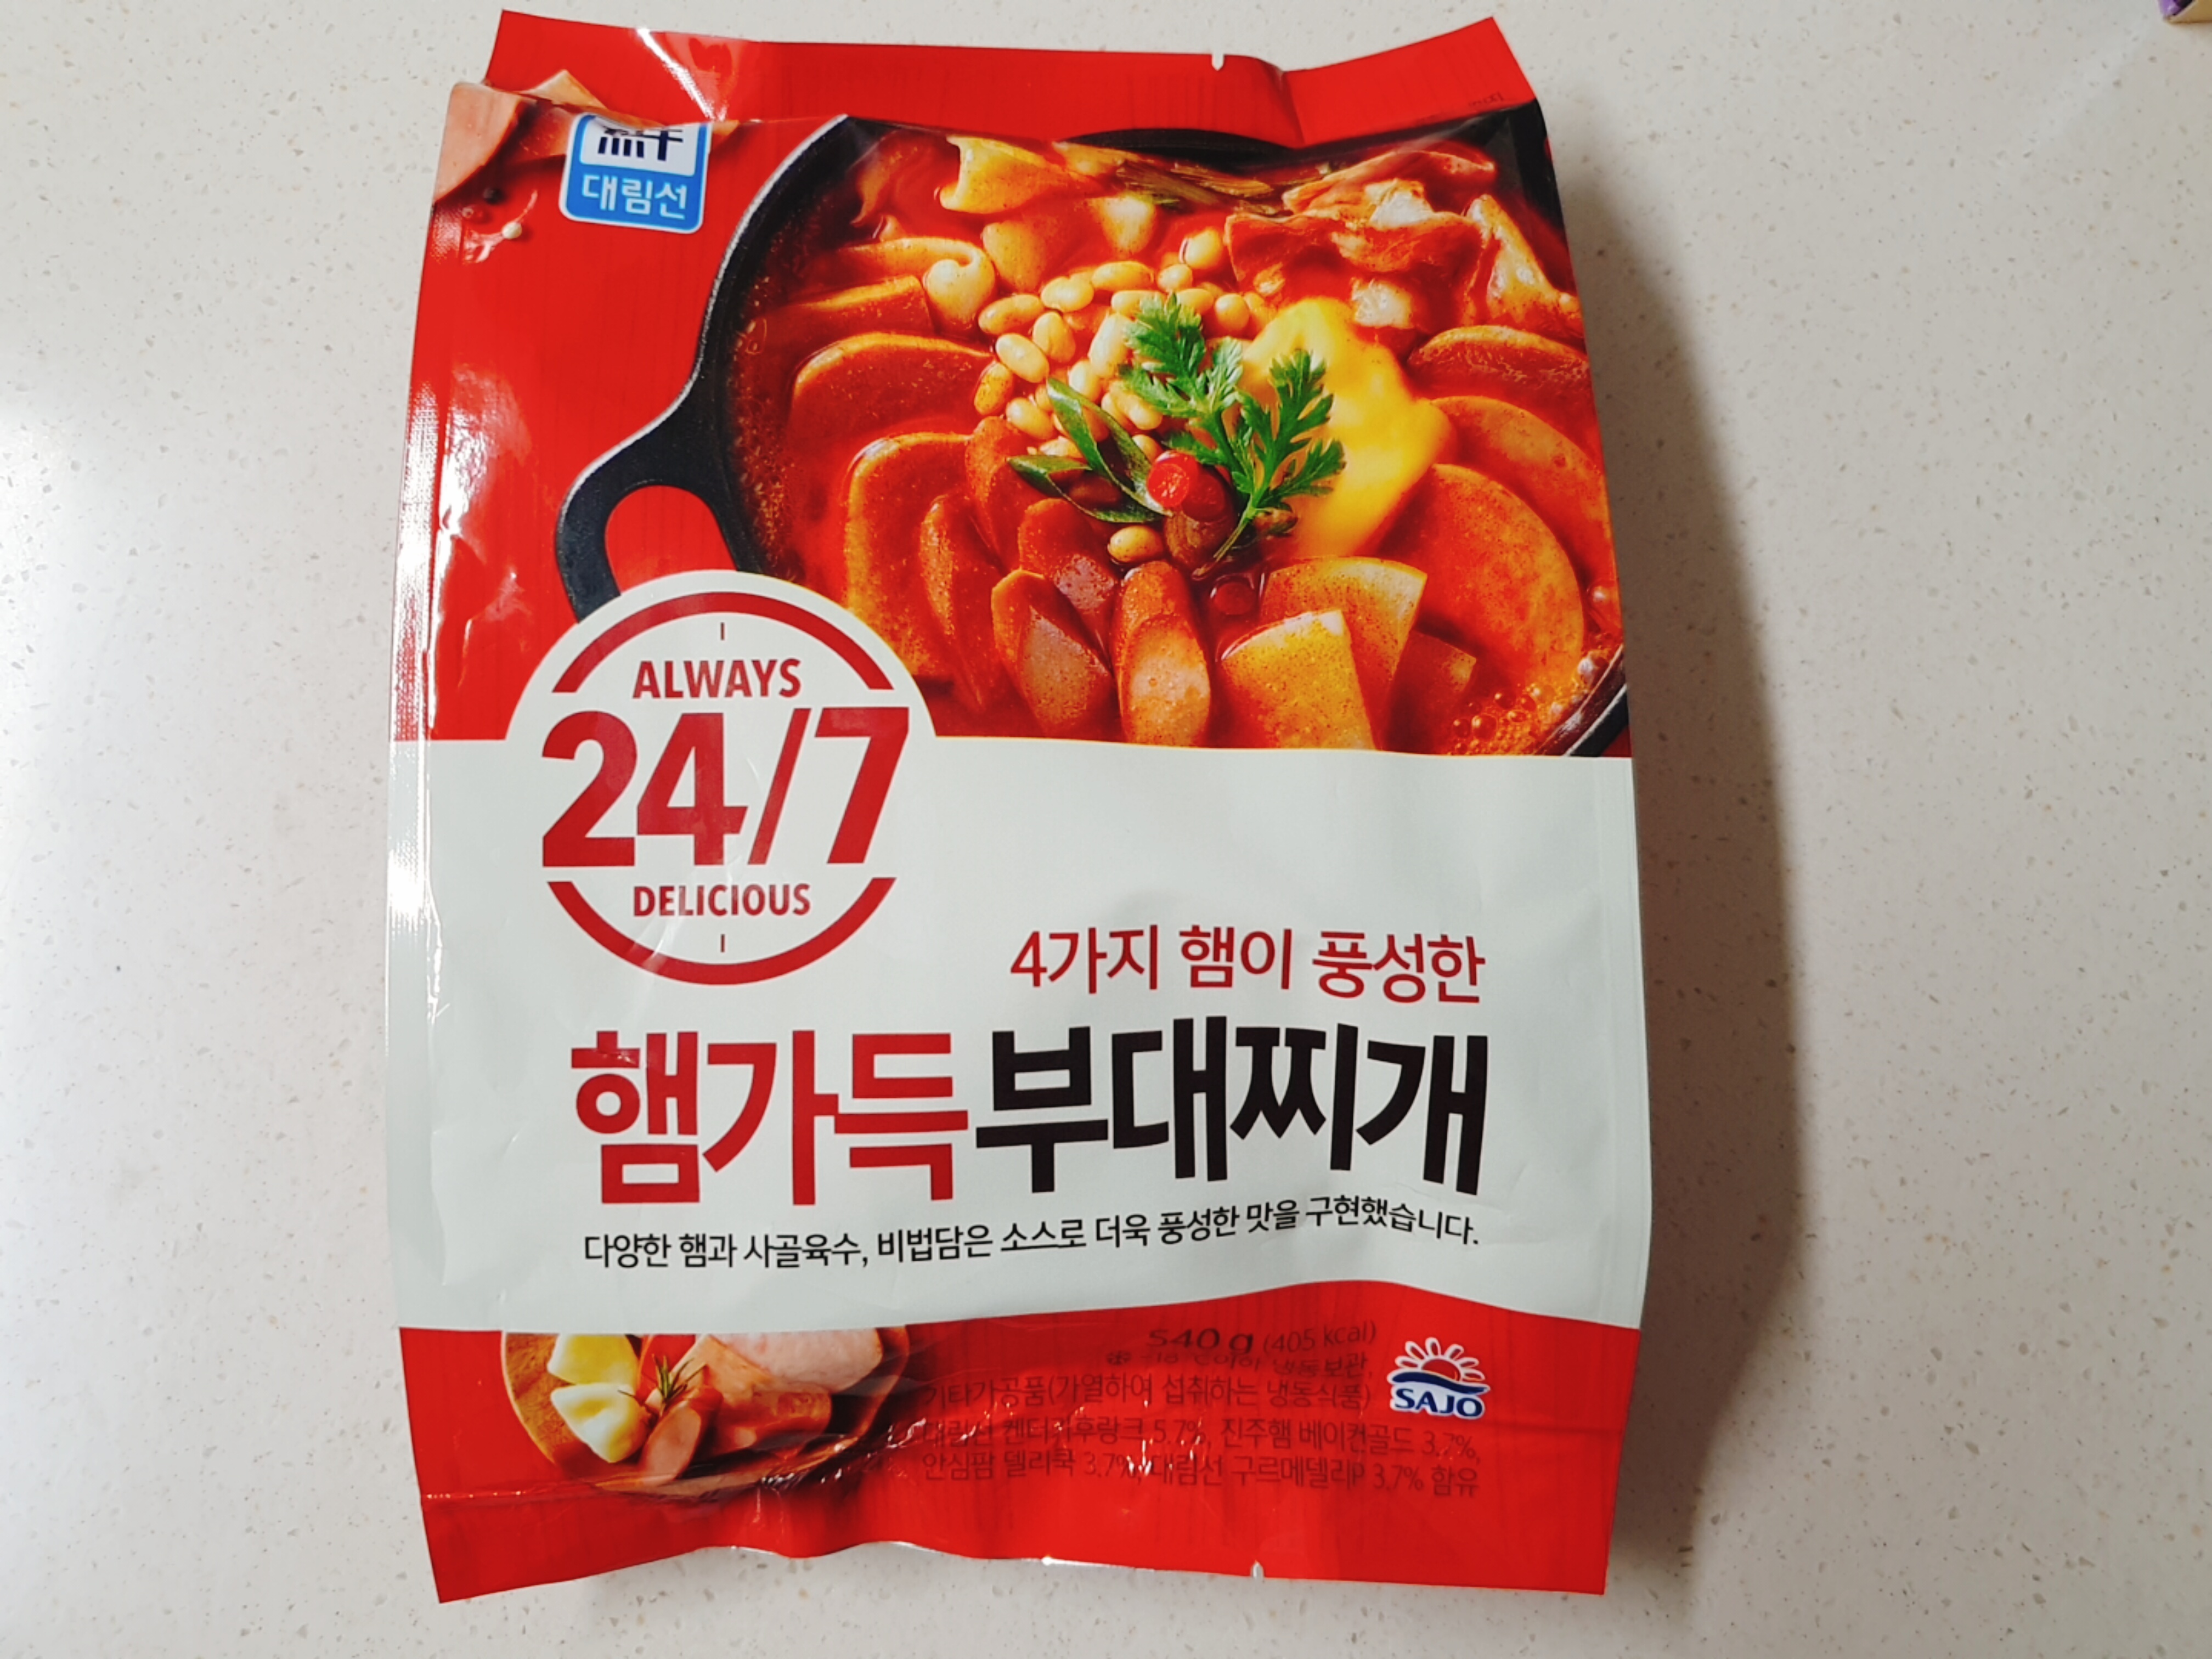 대림선
ALWAYS
24/7
DELICIOUS
4가지 햄이 풍성한
햄가득부대찌개
다양한 햄과 사골육수, 비법담은 소스로 더욱 풍성한 맛을 구현했습니다.
540 g (405 kcal)
냉동보관,
기타가공품(가열하여 섭취하는 냉동식품)
SAJO
대림선 켄터키후랑크 5.7%, 진주햄 베이컨골드 3.7%,
안심팜 델리쿡 3.7%, 대림선 구르메델리P 3.7% 함유